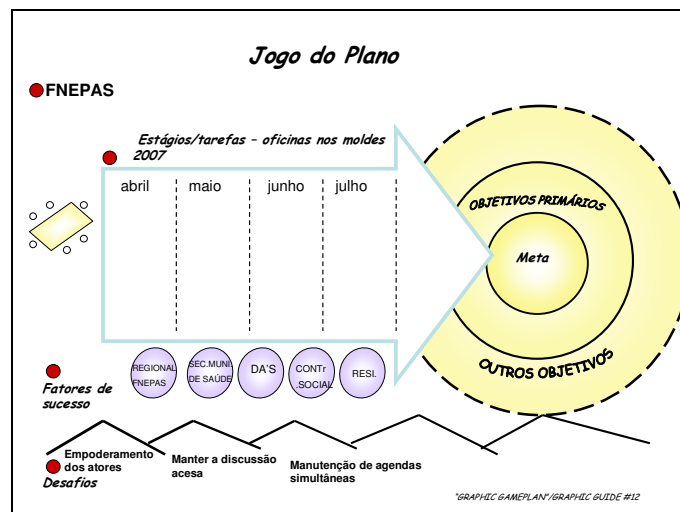 Jogo do Plano
FNEPAS
Estágios/tarefas – oficinas nos moldes
2007
abril maio junho julho
OBJETIVOS PRIMÁRIOS
Meta
OUTROS OBJETIVOS
REGIONAL
FNEPAS
SEC.MUNI.
DE SAÚDE
DA'S
CONTr
.SOCIAL
RESI.
Fatores de
sucesso
Empoderamento
dos atores
Manter a discussão
acesa
Manutenção de agendas
simultâneas
Desafios
"GRAPHIC GAMEPLAN"/GRAPHIC GUIDE #12